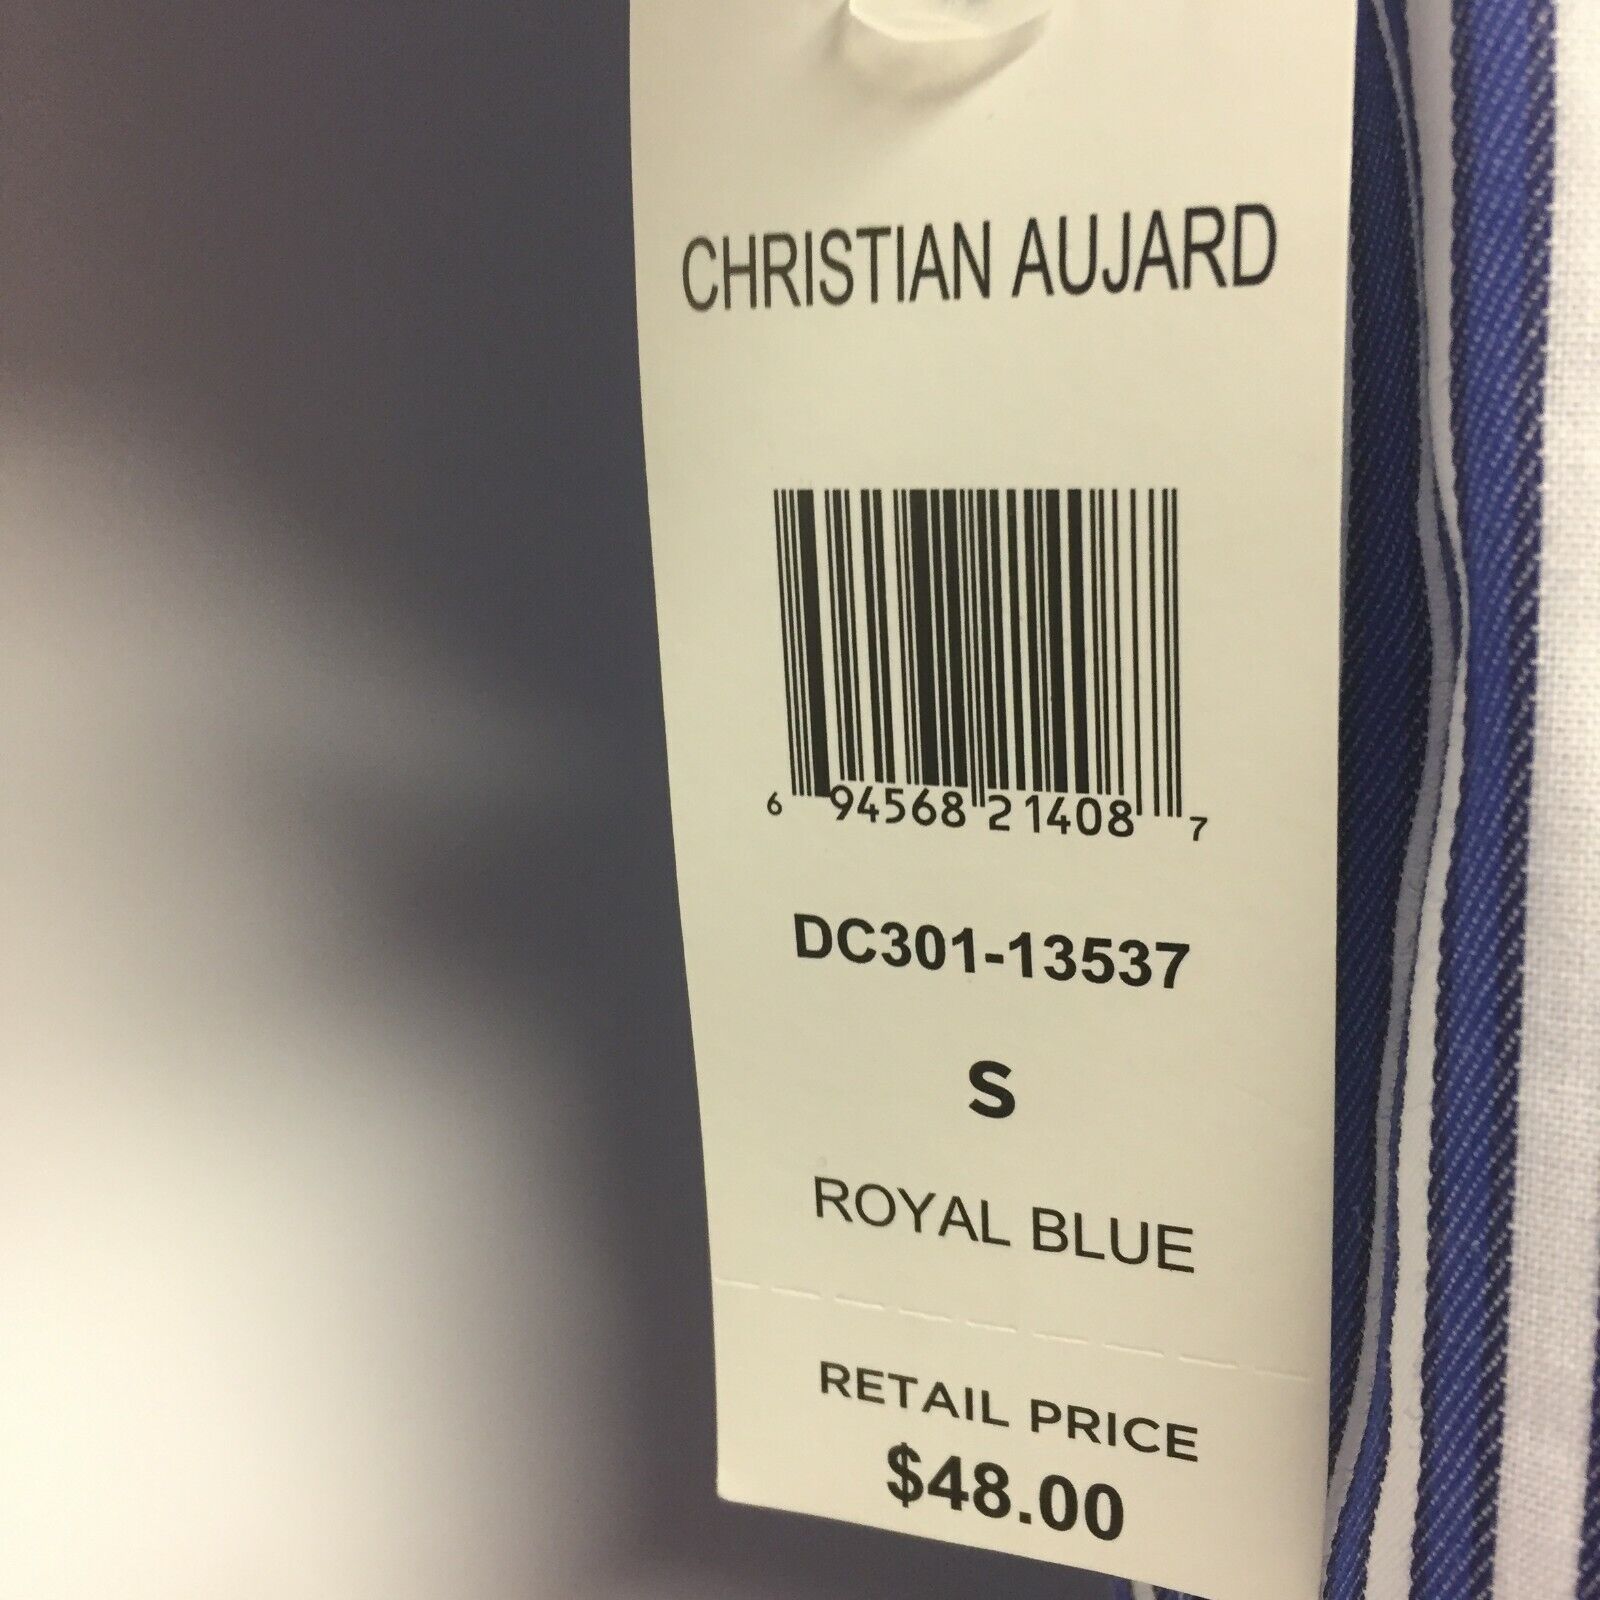 CHRISTIAN AUJARD
6 94568 21408 7
DC301-13537
S
ROYAL BLUE
RETAIL PRICE
$48.00